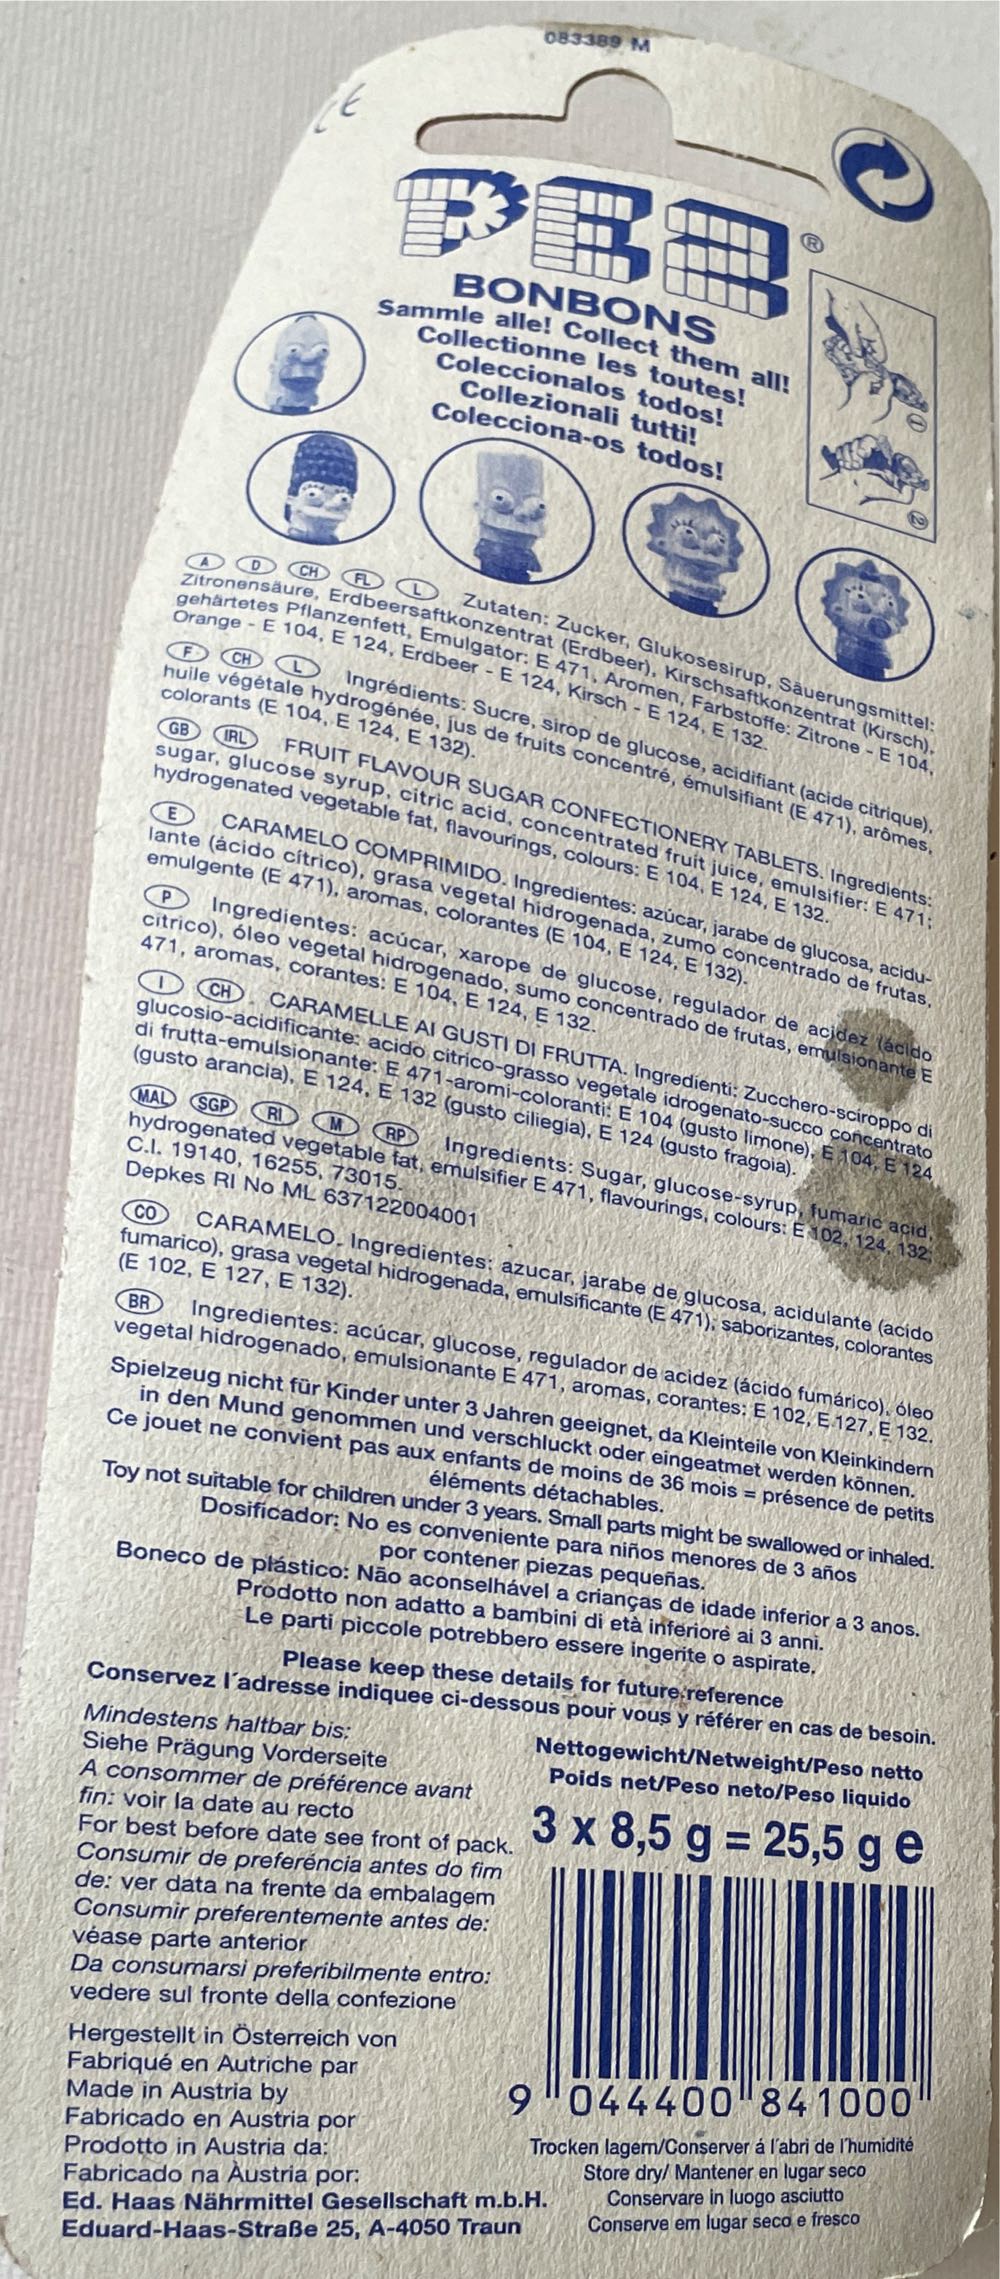 083389 M
PEZ®
BONBONS
Sammle alle! Collect them all!
Collectionne les toutes!
Coleccionalos todos!
Collezionali tutti!
Colecciona-os todos!
1
2
A D CH FL L Zutaten: Zucker, Glukosesirup, Säuerungsmittel:
Zitronensäure, Erdbeersaftkonzentrat (Erdbeer), Kirschsaftkonzentrat (Kirsch),
gehärtetes Pflanzenfett, Emulgator: E 471, Aromen, Farbstoffe: Zitrone - E 104,
Orange - E 104, E 124, Erdbeer - E 124, Kirsch - E 124, E 132.
F CH L Ingrédients: Sucre, sirop de glucose, acidifiant (acide citrique),
huile végétale hydrogénée, jus de fruits concentré, émulsifiant (E 471), arômes,
colorants (E 104, E 124, E 132).
GB IRL FRUIT FLAVOUR SUGAR CONFECTIONERY TABLETS. Ingredients:
sugar, glucose syrup, citric acid, concentrated fruit juice, emulsifier: E 471;
hydrogenated vegetable fat, flavourings, colours: E 104, E 124, E 132.
E CARAMELO COMPRIMIDO. Ingredientes: azúcar, jarabe de glucosa, acidu-
lante (ácido cítrico), grasa vegetal hidrogenada, zumo concentrado de frutas,
emulgente (E 471), aromas, colorantes (E 104, E 124, E 132).
P Ingredientes: acúcar, xarope de glucose, regulador de acidez (ácido
cítrico), óleo vegetal hidrogenado, sumo concentrado de frutas, emulsionante E
471, aromas, corantes: E 104, E 124, E 132.
I CH. CARAMELLE AI GUSTI DI FRUTTA. Ingredienti: Zucchero-sciroppo di
glucosio-acidificante: acido citrico-grasso vegetale idrogenato-succo concentrato
di frutta-emulsionante: E 471-aromi-coloranti: E 104 (gusto limone), E 104, E 124
(gusto arancia), E 124, E 132 (gusto ciliegia), E 124 (gusto fragoia).
MAL SGP RI M RP Ingredients: Sugar, glucose-syrup, fumaric acid,
hydrogenated vegetable fat, emulsifier E 471, flavourings, colours: E 102, 124, 132;
C.I. 19140, 16255, 73015.
Depkes RI No ML 637122004001
CO CARAMELO. Ingredientes: azucar, jarabe de glucosa, acidulante (acido
fumarico), grasa vegetal hidrogenada, emulsificante (E 471); saborizantes, colorantes
(E 102, E 127, E 132).
BR Ingredientes: acúcar, glucose, regulador de acidez (ácido fumárico), óleo
vegetal hidrogenado, emulsionante E 471, aromas, corantes: E 102, E 127, E 132.
Spielzeug nicht für Kinder unter 3 Jahren geeignet, da Kleinteile von Kleinkindern
in den Mund genommen und verschluckt oder eingeatmet werden können.
Ce jouet ne convient pas aux enfants de moins de 36 mois = présence de petits
éléments détachables.
Toy not suitable for children under 3 years. Small parts might be swallowed or inhaled.
Dosificador: No es conveniente para niños menores de 3 años
por contener piezas pequeñas.
Boneco de plástico: Não aconselhável a crianças de idade inferior a 3 anos.
Prodotto non adatto a bambini di età inferiore ai 3 anni.
Le parti piccole potrebbero essere ingerite o aspirate.
Please keep these details for future reference
Conservez l´adresse indiquee ci-dessous pour vous y référer en cas de besoin.
Mindestens haltbar bis:
Siehe Prägung Vorderseite
A consommer de préférence avant
fin: voir la date au recto
For best before date see front of pack.
Consumir de preferéncia antes do fim
de: ver data na frente da embalagem
Consumir preferentemente antes de:
véase parte anterior
Da consumarsi preferibilmente entro:
vedere sul fronte della confezione
Hergestellt in Österreich von
Fabriqué en Autriche par
Made in Austria by
Fabricado en Austria por
Prodotto in Austria da:
Fabricado na Àustria por:
Ed. Haas Nährmittel Gesellschaft m.b.H.
Eduard-Haas-Straße 25, A-4050 Traun
Nettogewicht/Netweight/Peso netto
Poids net/Peso neto/Peso liquido
3 x 8,5 g = 25,5 g e
9 044400 841000
Trocken lagern/Conserver á l´abri de l´humidité
Store dry/ Mantener en lugar seco
Conservare in luogo asciutto
Conserve em lugar seco e fresco